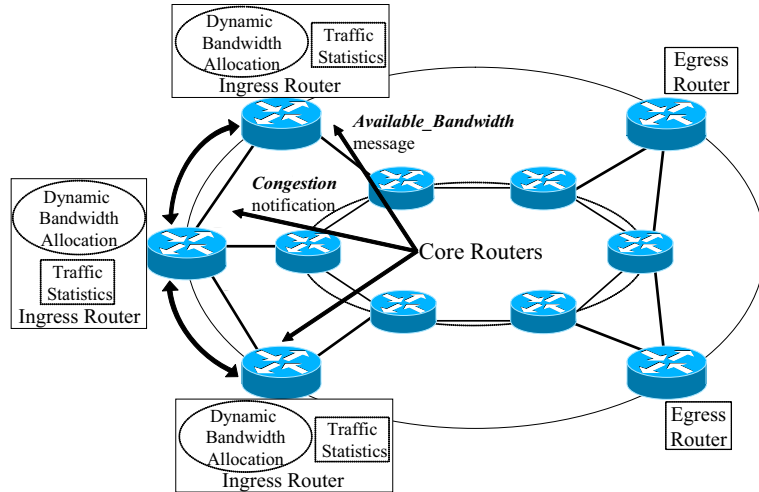 Dynamic
Bandwidth
Allocation
Traffic
Statistics
Ingress Router
Egress
Router
Available_Bandwidth
message
Congestion
notification
Dynamic
Bandwidth
Allocation
Traffic
Statistics
Ingress Router
Core Routers
Dynamic
Bandwidth
Allocation
Traffic
Statistics
Ingress Router
Egress
Router